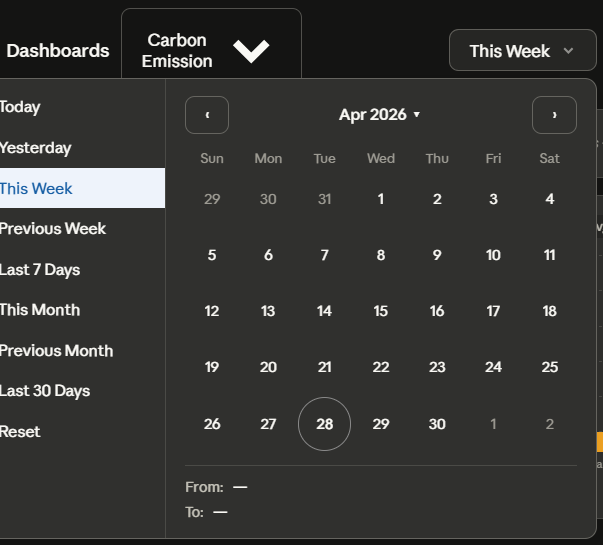 Dashboards
Carbon
Emission
This Week
Today
Yesterday
This Week
Previous Week
Last 7 Days
This Month
Previous Month
Last 30 Days
Reset
‹ Apr 2026 ▾ ›
Sun Mon Tue Wed Thu Fri Sat
29 30 31 1 2 3 4
5 6 7 8 9 10 11
12 13 14 15 16 17 18
19 20 21 22 23 24 25
26 27 28 29 30 1 2
From: —
To: —